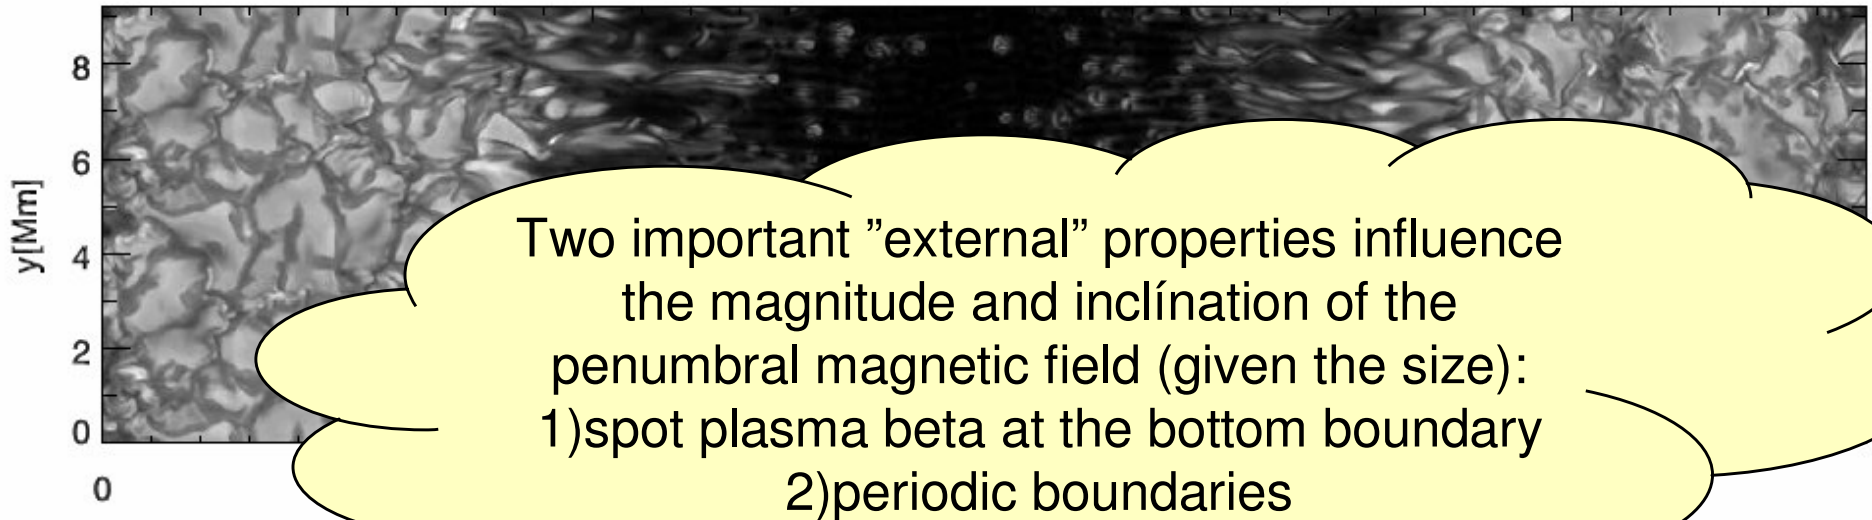 8
6
4
2
0
y[Mm]
0
Two important ”external” properties influence
the magnitude and inclínation of the
penumbral magnetic field (given the size):
1)spot plasma beta at the bottom boundary
2)periodic boundaries